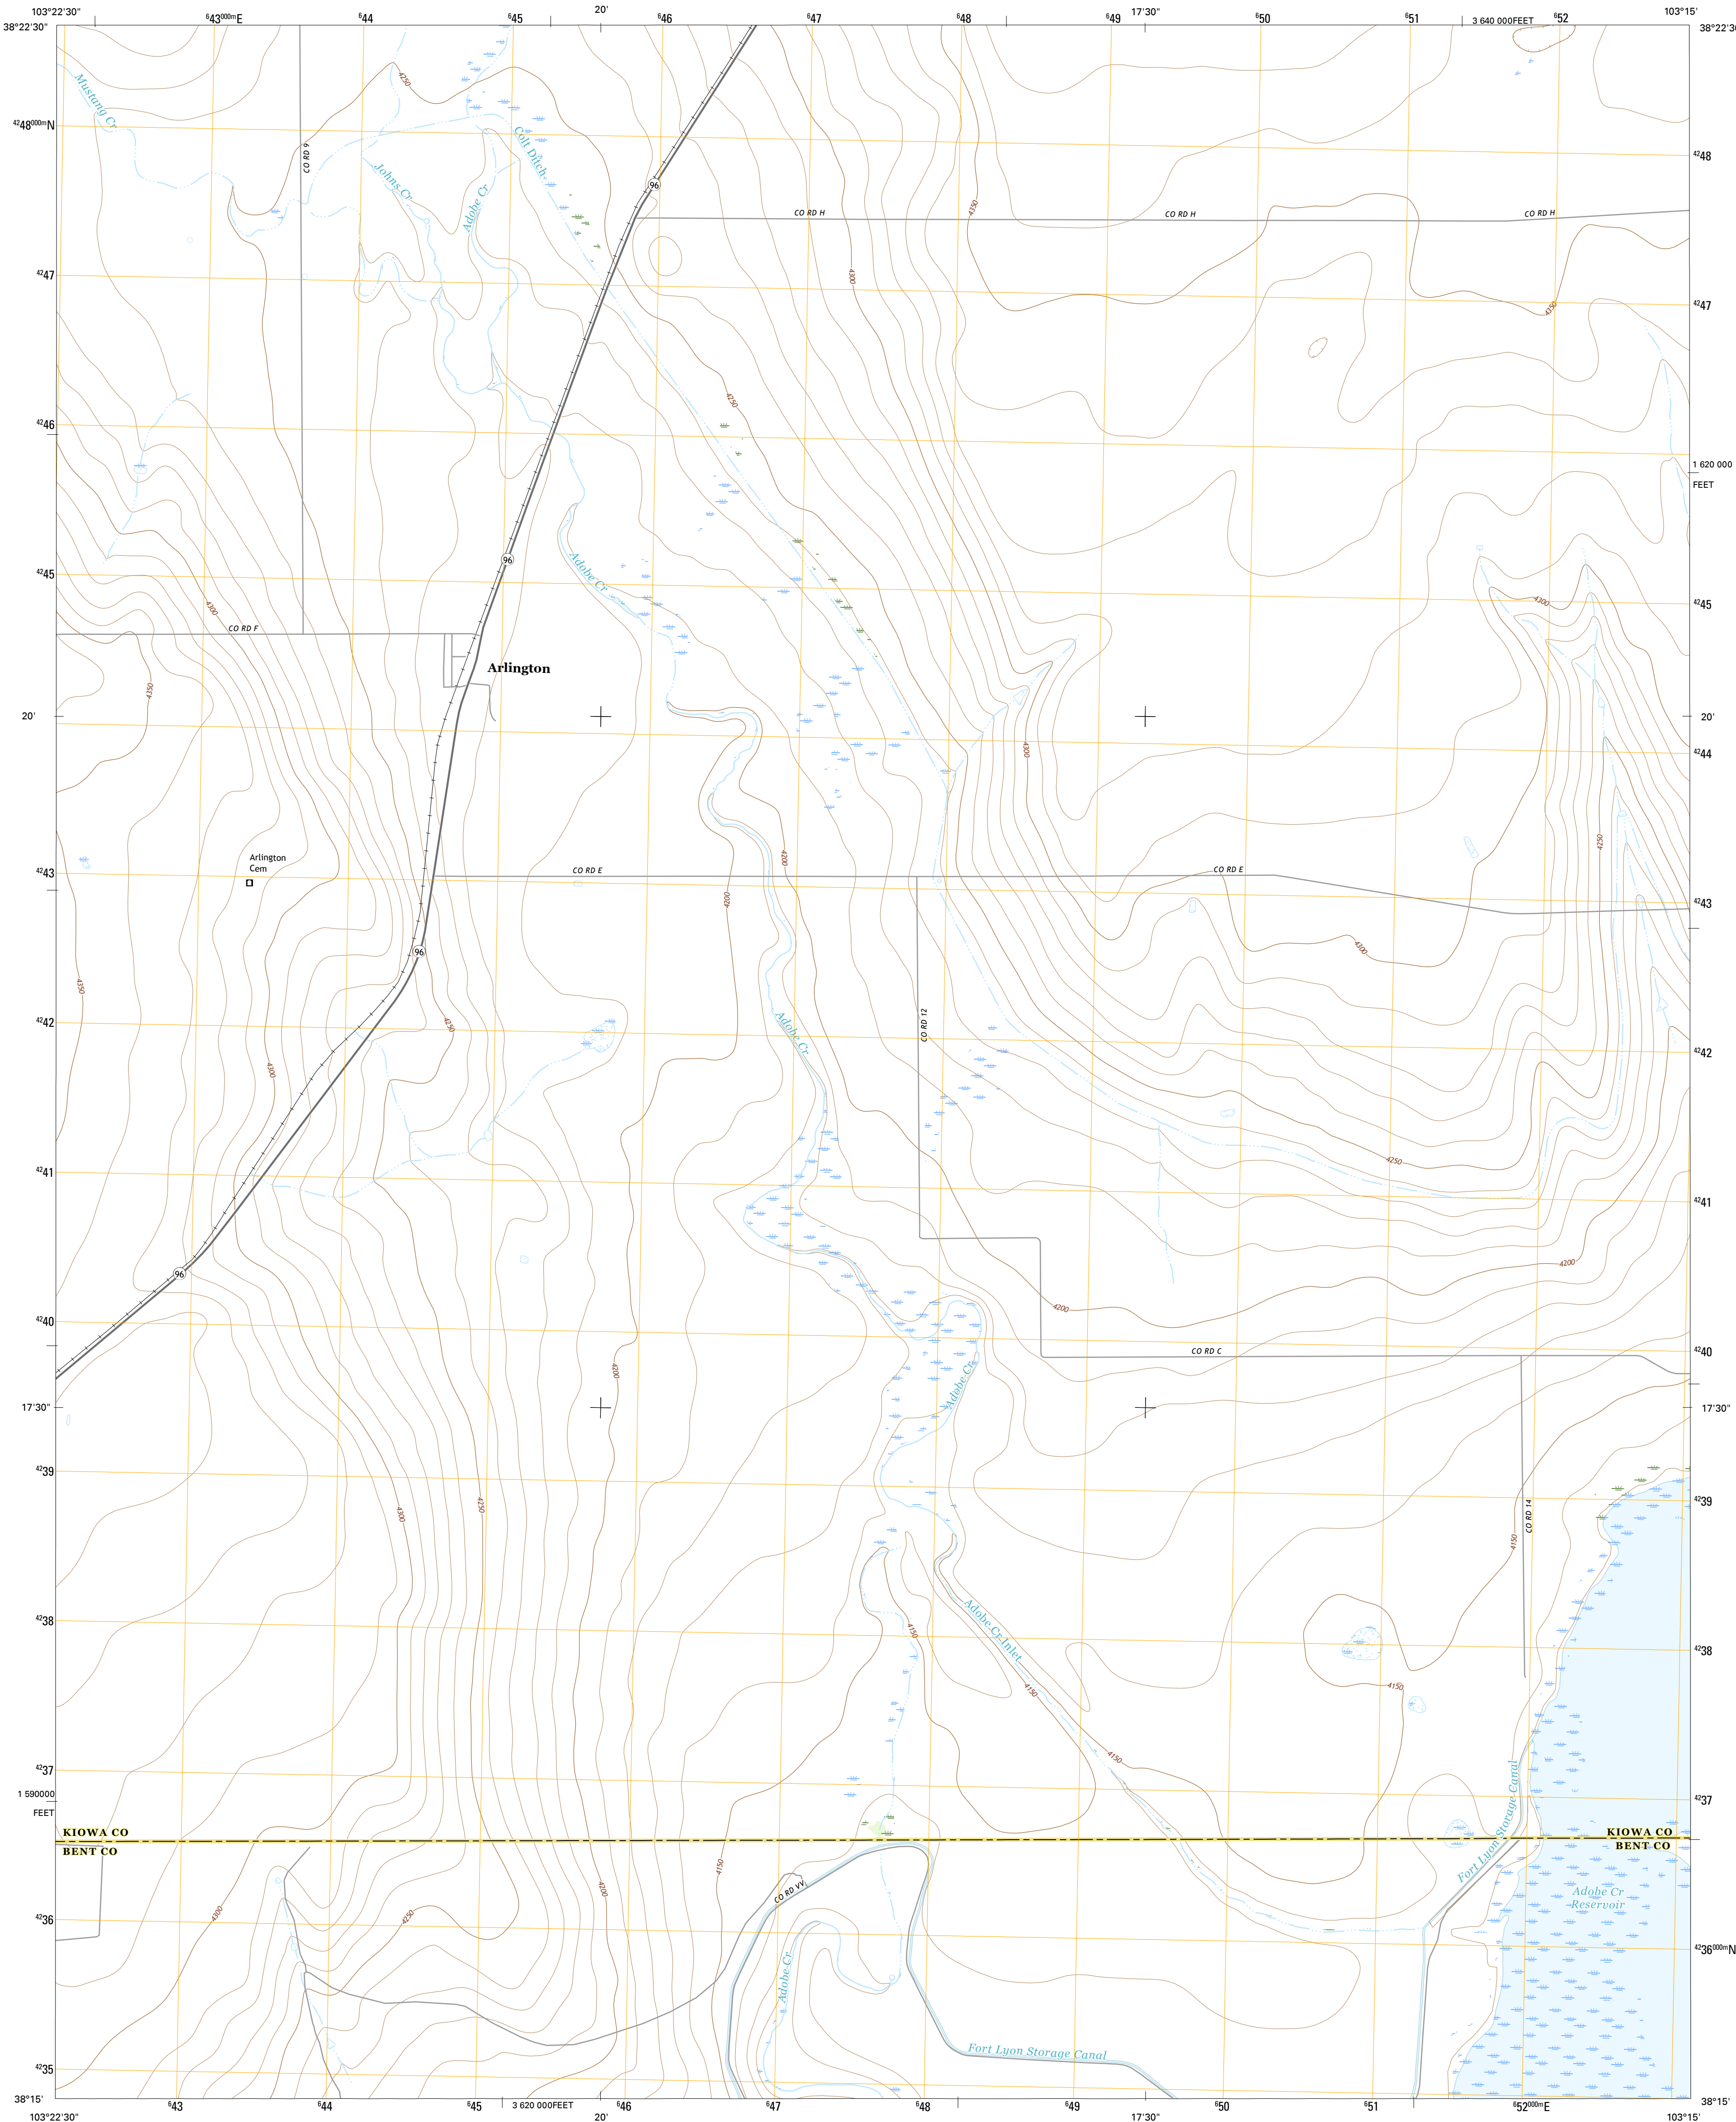 103°22'30"
⁶43⁰⁰⁰ᵐE
⁶44
⁶45
20'
⁶46
⁶47
⁶48
⁶49
17'30"
⁶50
⁶51
3 640 000FEET
⁶52
103°15'
38°22'30"
38°22'30
Mustang Cr
4250
⁴²48⁰⁰⁰ᵐN
Colt Ditch
CO RD 9
⁴²48
Johns Cr
96
Adobe Cr
4350
CO RD H
CO RD H
CO RD H
⁴²47
4300
⁴²47
4350
4250
⁴²46
1 620 000
FEET
96
Adobe Cr
⁴²45
4300
4300
⁴²45
CO RD F
Arlington
4350
20'
20'
4300
⁴²44
4250
4200
Arlington
Cem
⁴²43
CO RD E
CO RD E
4200
⁴²43
96
4300
4350
⁴²42
4250
Adobe Cr
CO RD 12
⁴²42
4300
⁴²41
4250
⁴²41
96
4200
4200
⁴²40
CO RD C
⁴²40
4200
Adobe Cr
17'30"
17'30"
⁴²39
4250
4300
CO RD 14
⁴²39
4150
⁴²38
Adobe Cr Inlet
4150
⁴²38
4150
4150
4150
⁴²37
Fort Lyon Storage Canal
1 590000
FEET
⁴²37
KIOWA CO
BENT CO
KIOWA CO
BENT CO
4150
CO RD VV
4200
Adobe Cr
Reservoir
4300
4250
⁴²36
⁴²36⁰⁰⁰ᵐN
Adobe Cr
Fort Lyon Storage Canal
⁴²35
38°15'
38°15'
103°22'30"
⁶43
⁶44
⁶45
3 620 000FEET
20'
⁶46
⁶47
⁶48
⁶49
17'30"
⁶50
⁶51
⁶52⁰⁰⁰ᵐE
103°15'